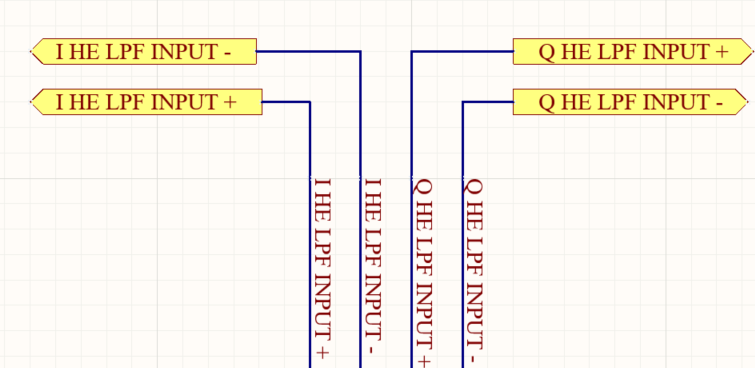 I HE LPF INPUT -
Q HE LPF INPUT +
I HE LPF INPUT +
Q HE LPF INPUT -
I HE LPF INPUT +
I HE LPF INPUT -
Q HE LPF INPUT +
Q HE LPF INPUT -